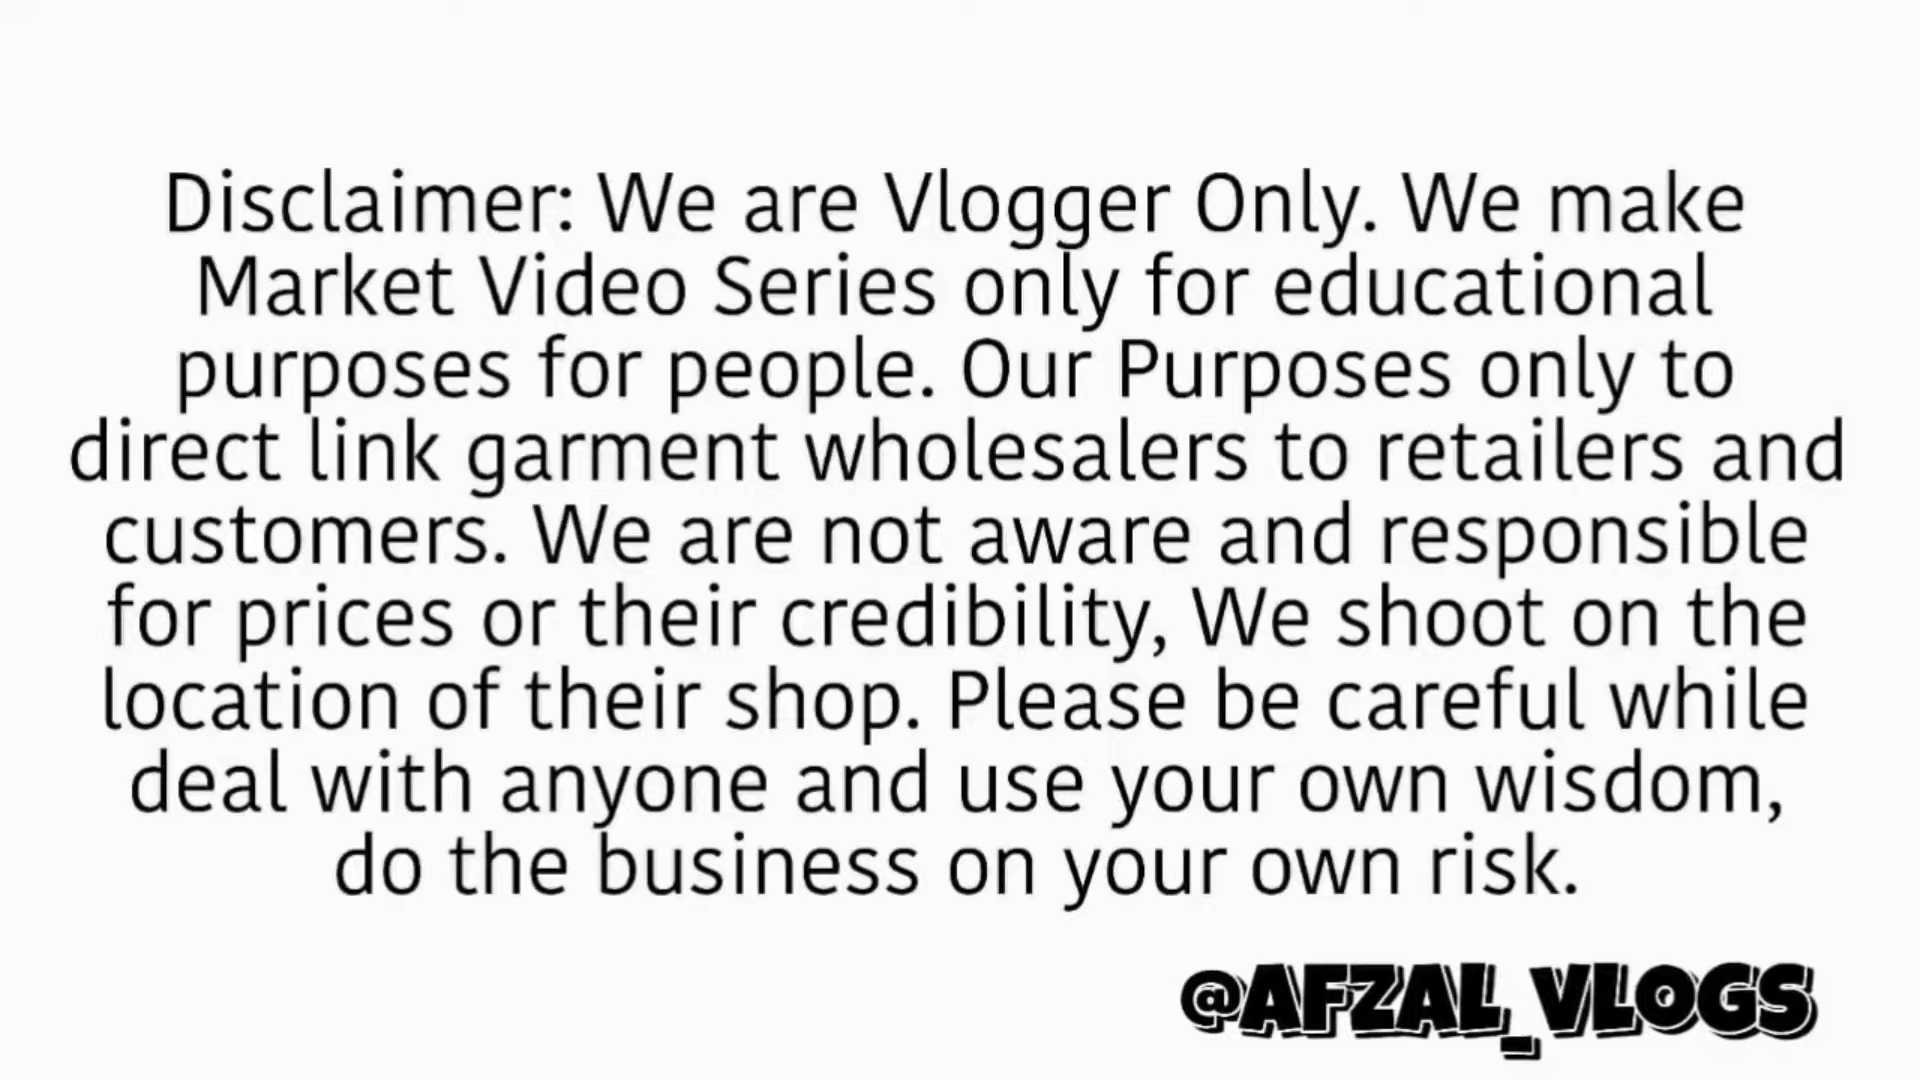 Disclaimer: We are Vlogger Only. We make
Market Video Series only for educational
purposes for people. Our Purposes only to
direct link garment wholesalers to retailers and
customers. We are not aware and responsible
for prices or their credibility, We shoot on the
location of their shop. Please be careful while
deal with anyone and use your own wisdom,
do the business on your own risk.
@AFZAL_VLOGS